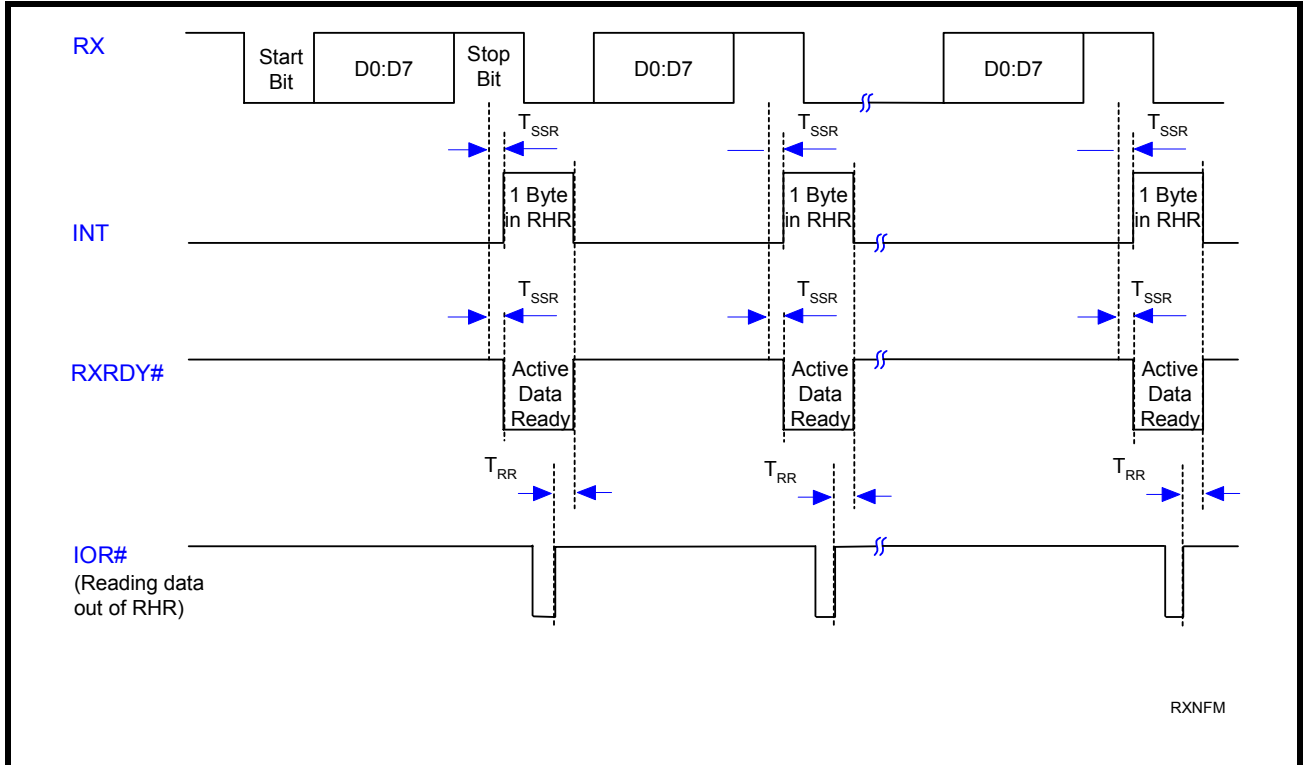 RX
Start
Bit
D0:D7
Stop
Bit
D0:D7
D0:D7
TSSR
TSSR
TSSR
INT
1 Byte
in RHR
1 Byte
in RHR
1 Byte
in RHR
TSSR
TSSR
TSSR
RXRDY#
Active
Data
Ready
Active
Data
Ready
Active
Data
Ready
TRR
TRR
TRR
IOR#
(Reading data
out of RHR)
RXNFM